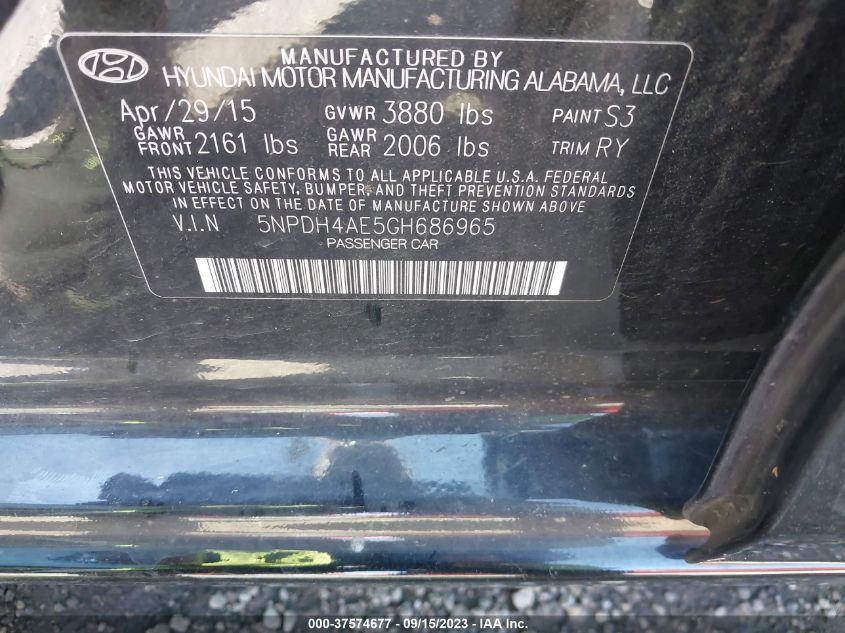 MANUFACTURED BY
HYUNDAI MOTOR MANUFACTURING ALABAMA, LLC
Apr/29/15 GVWR 3880 lbs PAINT S3
GAWR FRONT 2161 lbs GAWR REAR 2006 lbs TRIM RY
THIS VEHICLE CONFORMS TO ALL APPLICABLE U.S.A. FEDERAL
MOTOR VEHICLE SAFETY, BUMPER, AND THEFT PREVENTION STANDARDS
IN EFFECT ON THE DATE OF MANUFACTURE SHOWN ABOVE
V.I.N 5NPDH4AE5GH686965
PASSENGER CAR
000-37574677 - 09/15/2023 - IAA Inc.